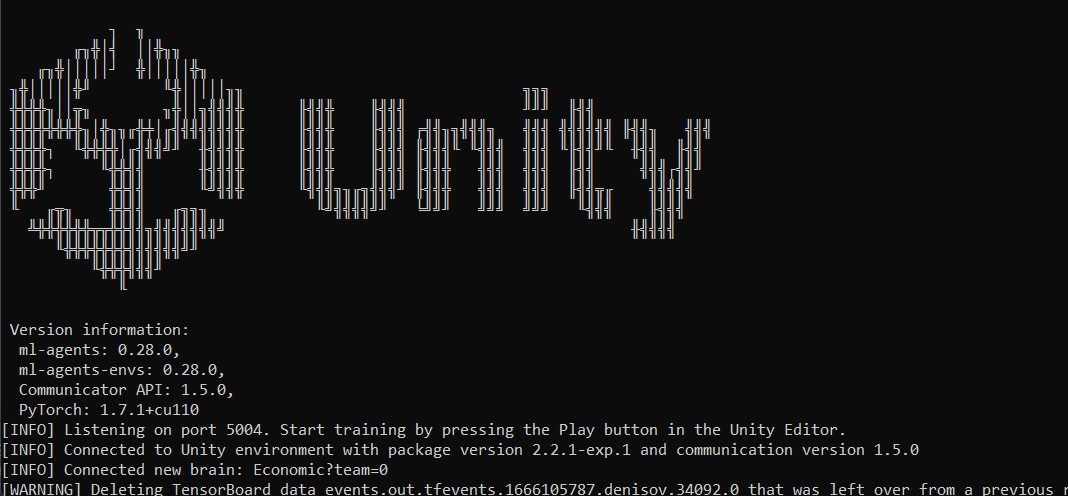 unity
Version information:
ml-agents: 0.28.0,
ml-agents-envs: 0.28.0,
Communicator API: 1.5.0,
PyTorch: 1.7.1+cu110
[INFO] Listening on port 5004. Start training by pressing the Play button in the Unity Editor.
[INFO] Connected to Unity environment with package version 2.2.1-exp.1 and communication version 1.5.0
[INFO] Connected new brain: Economic?team=0
[WARNING] Deleting TensorBoard data events.out.tfevents.1666105787.denisov.34092.0 that was left over from a previous